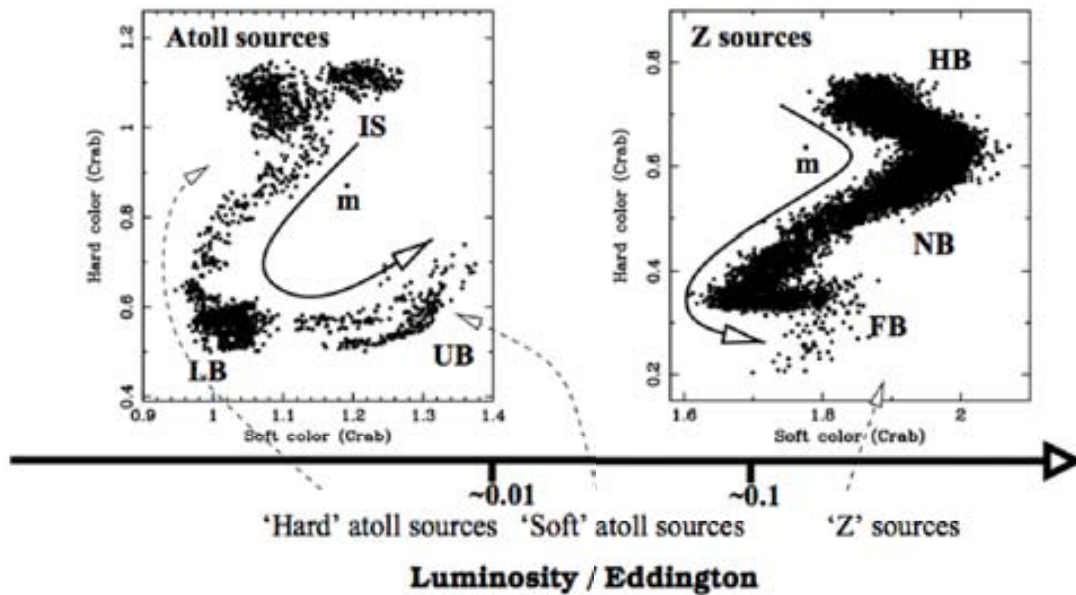 Atoll sources
IS
ṁ
LB
UB
Hard color (Crab)
0.4
0.6
0.8
1
1.2
0.9
1
1.1
1.2
1.3
1.4
Soft color (Crab)
Z sources
HB
ṁ
NB
FB
Hard color (Crab)
0.2
0.4
0.6
0.8
1.6
1.8
2
Soft color (Crab)
~0.01
~0.1
‘Hard’ atoll sources
‘Soft’ atoll sources
‘Z’ sources
Luminosity / Eddington